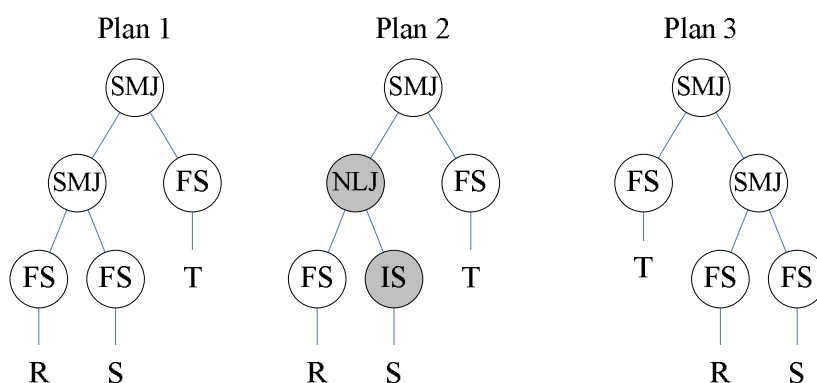 Plan 1 Plan 2 Plan 3
SMJ SMJ SMJ
SMJ FS NLJ FS FS SMJ
FS FS T FS IS T T FS FS
R S R S R S